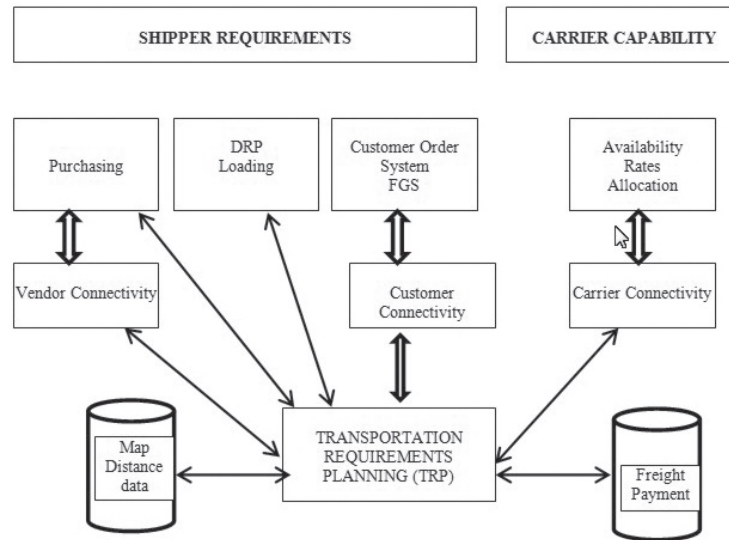 SHIPPER REQUIREMENTS
CARRIER CAPABILITY
Purchasing
DRP
Loading
Customer Order
System
FGS
Availability
Rates
Allocation
Vendor Connectivity
Customer
Connectivity
Carrier Connectivity
Map
Distance
data
TRANSPORTATION
REQUIREMENTS
PLANNING (TRP)
Freight
Payment